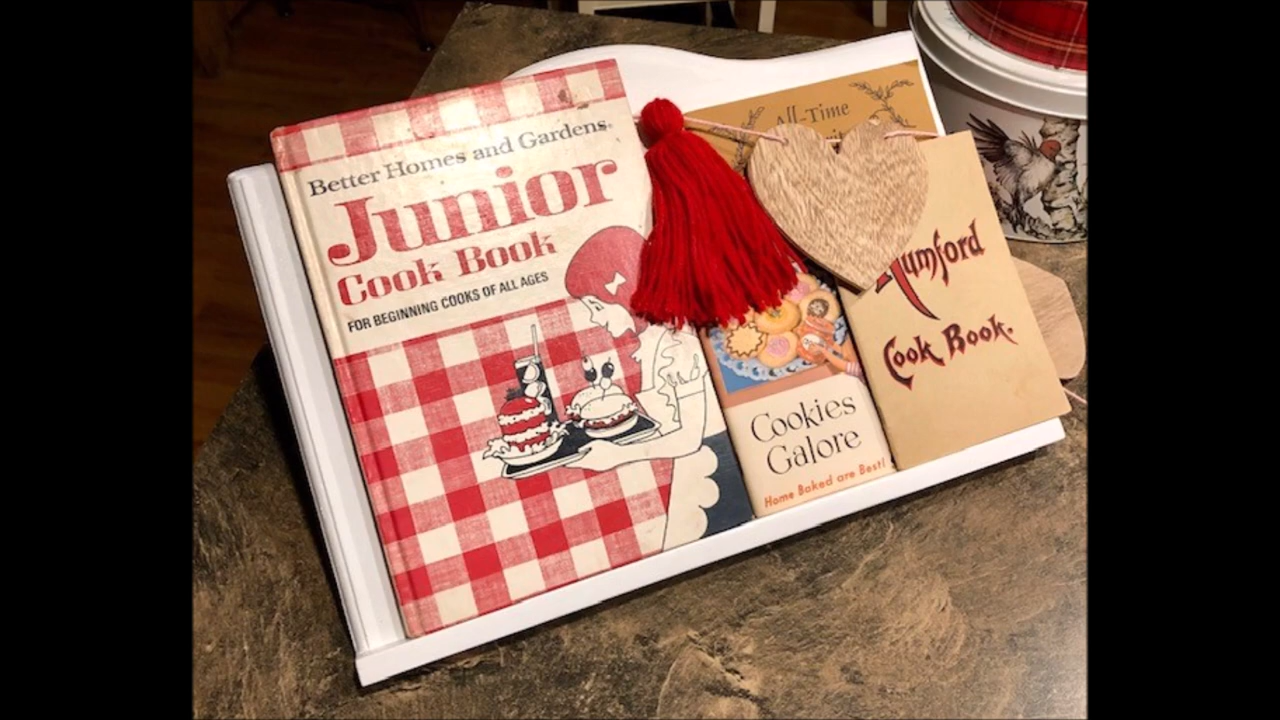 Better Homes and Gardens®
Junior
Cook Book
FOR BEGINNING COOKS OF ALL AGES
All-Time
Cookies
Galore
Home Baked are Best!
Rumford
Cook Book.